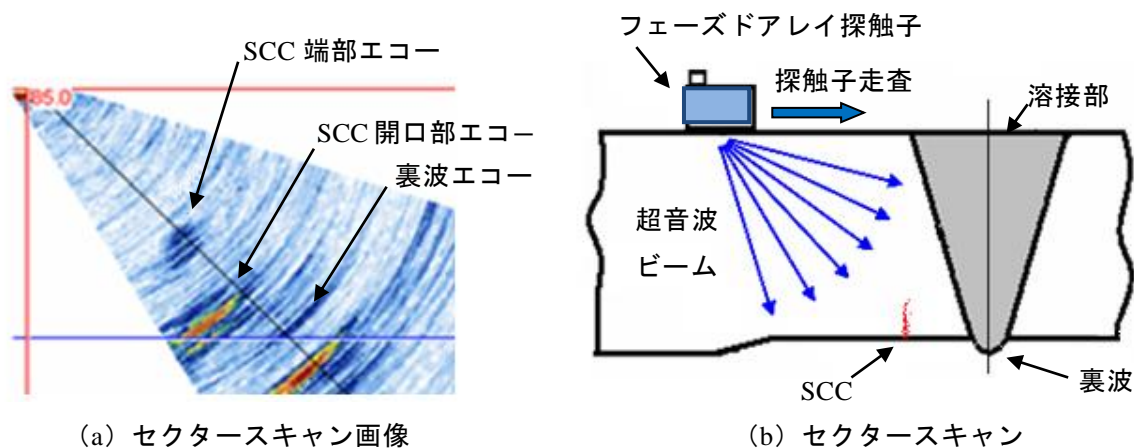 SCC 端部エコー
85.0
SCC 開口部エコー
裏波エコー
(a) セクタースキャン画像
フェーズドアレイ探触子
探触子走査
溶接部
超音波
ビーム
SCC
裏波
(b) セクタースキャン